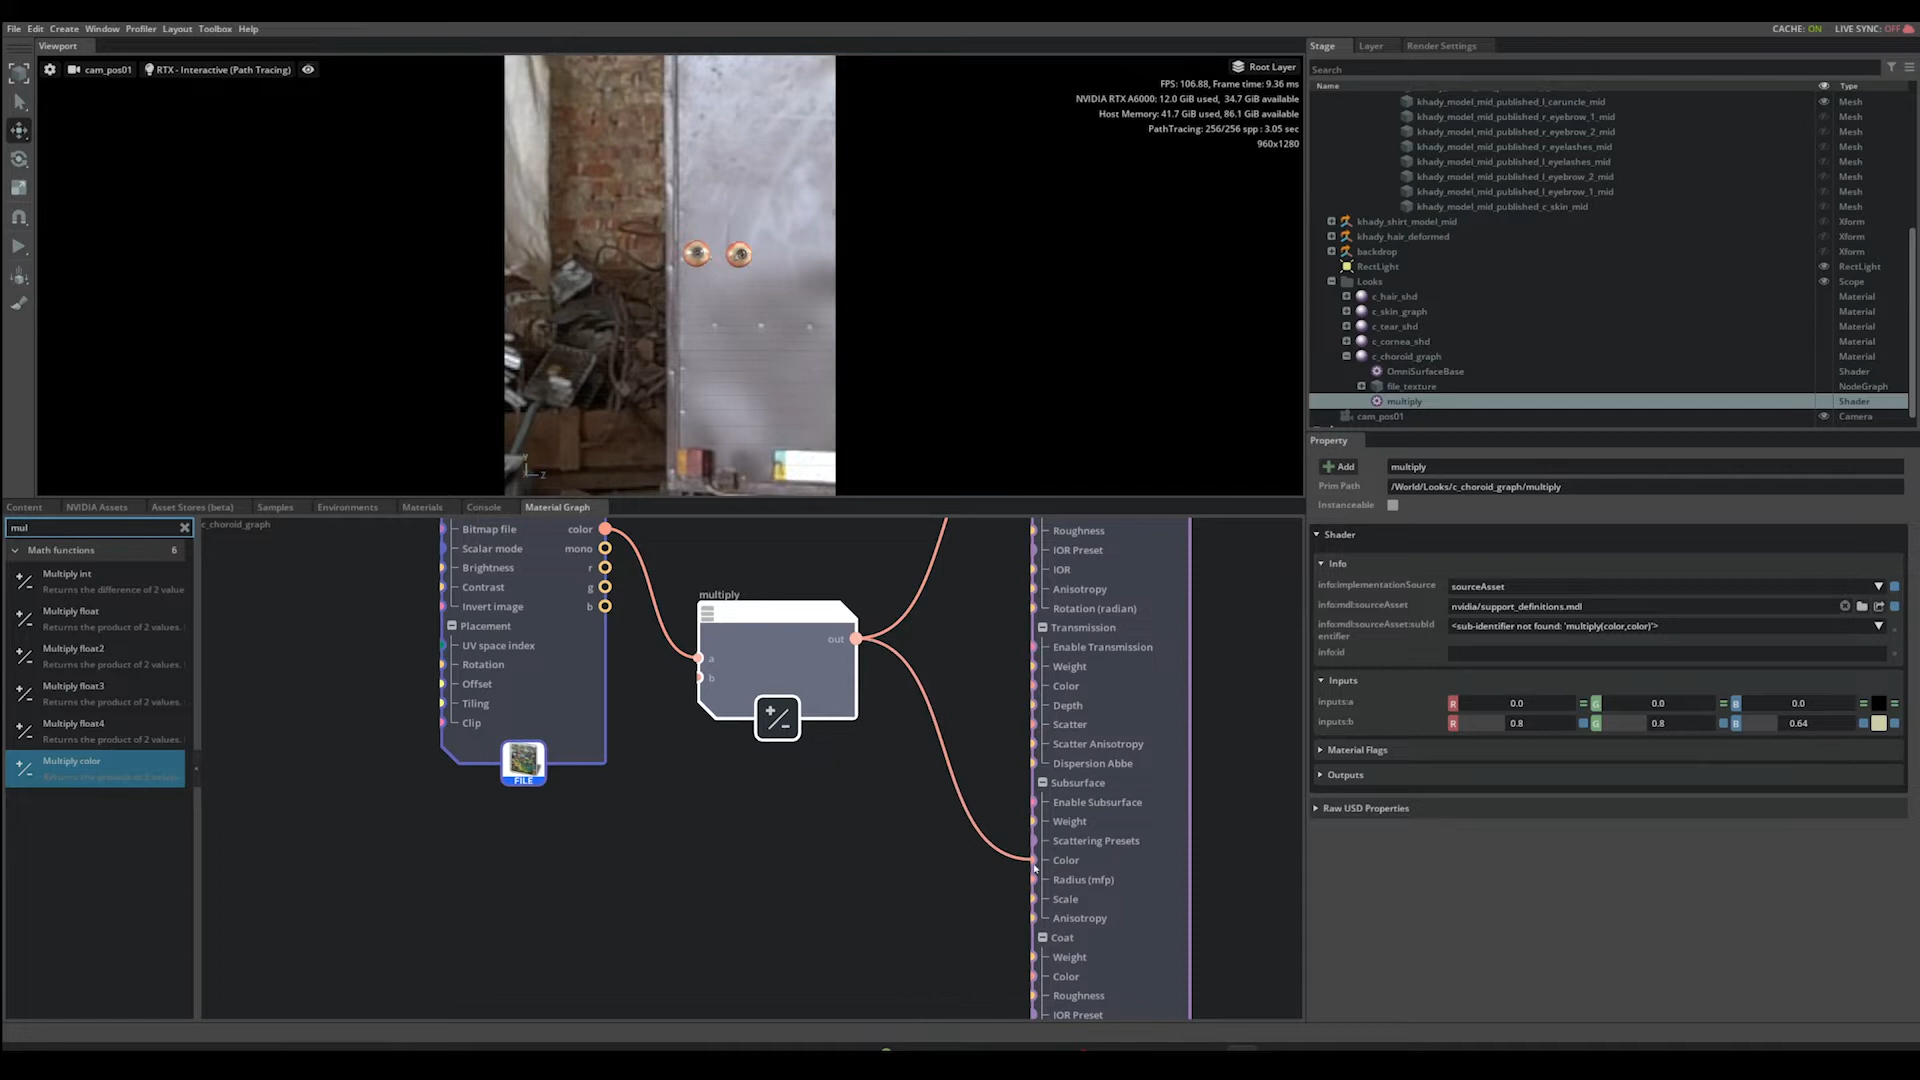 File Edit Create Window Profiler Layout Utilities Toolbox Help
CACHE: ON LIVE SYNC: OFF
Viewport
cam_pos01 RTX - Interactive (Path Tracing)
Root Layer
FPS: 106.88, Frame time: 9.36 ms
NVIDIA RTX A6000: 12.0 GiB used, 34.7 GiB available
Host Memory: 41.7 GiB used, 86.1 GiB available
PathTracing: 256/256 spp : 3.05 sec
960x1280
Y
Z
Stage Layer Render Settings
Search
Name Type
khady_model_mid_published_l_caruncle_mid Mesh
khady_model_mid_published_r_eyebrow_1_mid Mesh
khady_model_mid_published_r_eyebrow_2_mid Mesh
khady_model_mid_published_r_eyelashes_mid Mesh
khady_model_mid_published_l_eyelashes_mid Mesh
khady_model_mid_published_l_eyebrow_2_mid Mesh
khady_model_mid_published_l_eyebrow_1_mid Mesh
khady_model_mid_published_c_skin_mid Mesh
khady_shirt_model_mid Xform
khady_hair_deformed Xform
backdrop Xform
RectLight RectLight
Looks Scope
c_hair_shd Material
c_skin_graph Material
c_tear_shd Material
c_cornea_shd Material
c_choroid_graph Material
OmniSurfaceBase Shader
file_texture NodeGraph
multiply Shader
cam_pos01 Camera
Property
Add multiply
Prim Path /World/Looks/c_choroid_graph/multiply
Instanceable
Shader
Info
info:implementationSource sourceAsset
info:mdl:sourceAsset nvidia/support_definitions.mdl
info:mdl:sourceAsset:subId
entifier <sub-identifier not found: 'multiply(color,color)'>
info:id
Inputs
inputs:a R 0.0 G 0.0 B 0.0
inputs:b R 0.8 G 0.8 B 0.64
Material Flags
Outputs
Raw USD Properties
Content NVIDIA Assets Asset Stores (beta) Samples Environments Materials Console Material Graph
mul
c_choroid_graph
Math functions 6
Multiply int
Returns the difference of 2 value
Multiply float
Returns the product of 2 values.
Multiply float2
Returns the product of 2 values.
Multiply float3
Returns the product of 2 values.
Multiply float4
Returns the product of 2 values.
Multiply color
Returns the product of 2 values.
Bitmap file color
Scalar mode mono
Brightness r
Contrast g
Invert image b
Placement
UV space index
Rotation
Offset
Tiling
Clip
FILE
multiply
out
a
b
Roughness
IOR Preset
IOR
Anisotropy
Rotation (radian)
Transmission
Enable Transmission
Weight
Color
Depth
Scatter
Scatter Anisotropy
Dispersion Abbe
Subsurface
Enable Subsurface
Weight
Scattering Presets
Color
Radius (mfp)
Scale
Anisotropy
Coat
Weight
Color
Roughness
IOR Preset